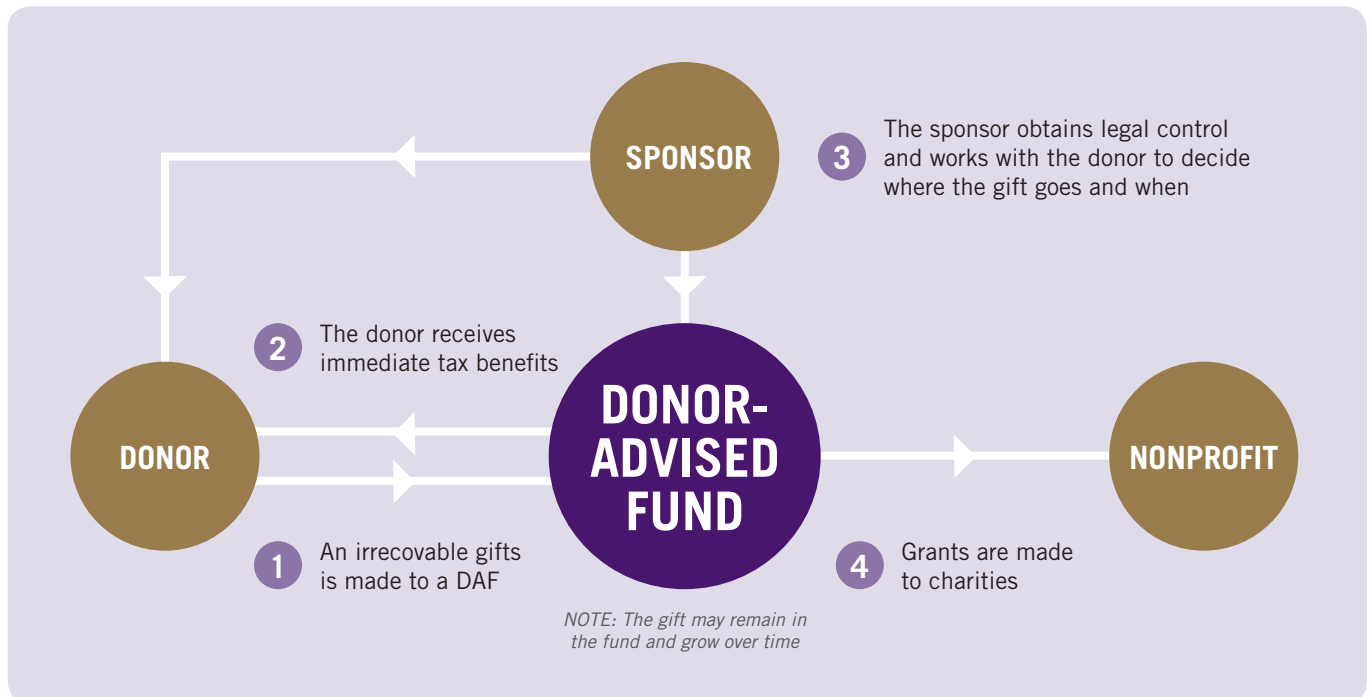 SPONSOR
3
The sponsor obtains legal control
and works with the donor to decide
where the gift goes and when
2
The donor receives
immediate tax benefits
DONOR
DONOR-
ADVISED
FUND
NONPROFIT
1
An irrecovable gifts
is made to a DAF
4
Grants are made
to charities
NOTE: The gift may remain in
the fund and grow over time